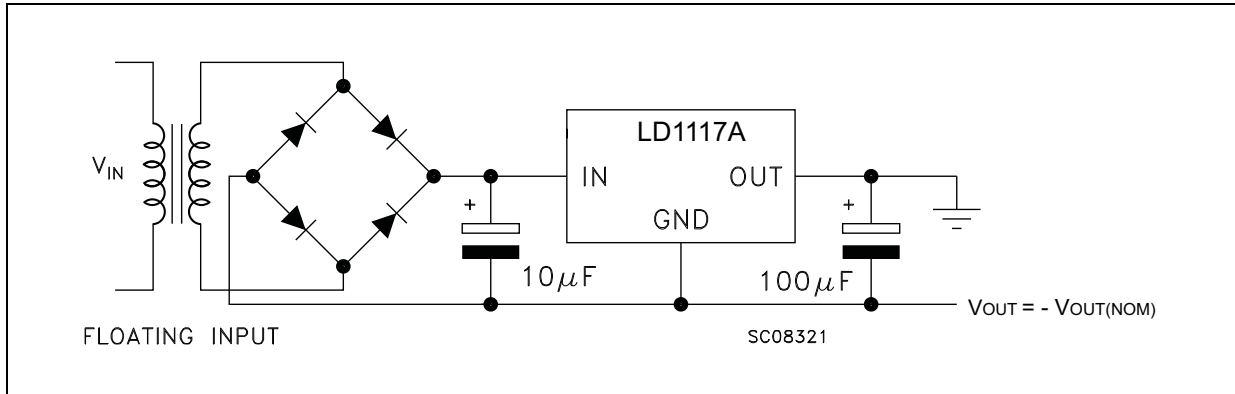 LD1117A
V_IN
IN OUT
GND
+
+
10μF
100μF
VOUT = - VOUT(NOM)
FLOATING INPUT
SC08321